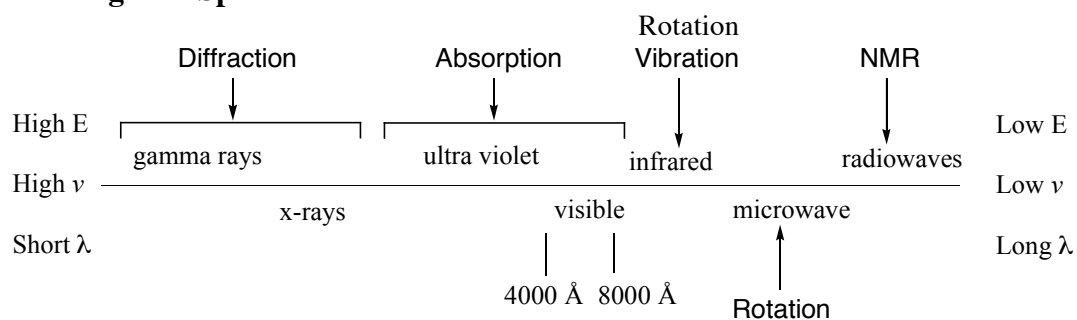 Rotation
Diffraction Absorption Vibration NMR
High E Low E
gamma rays ultra violet infrared radiowaves
High ν Low ν
x-rays visible microwave
Short λ Long λ
4000 Å 8000 Å
Rotation